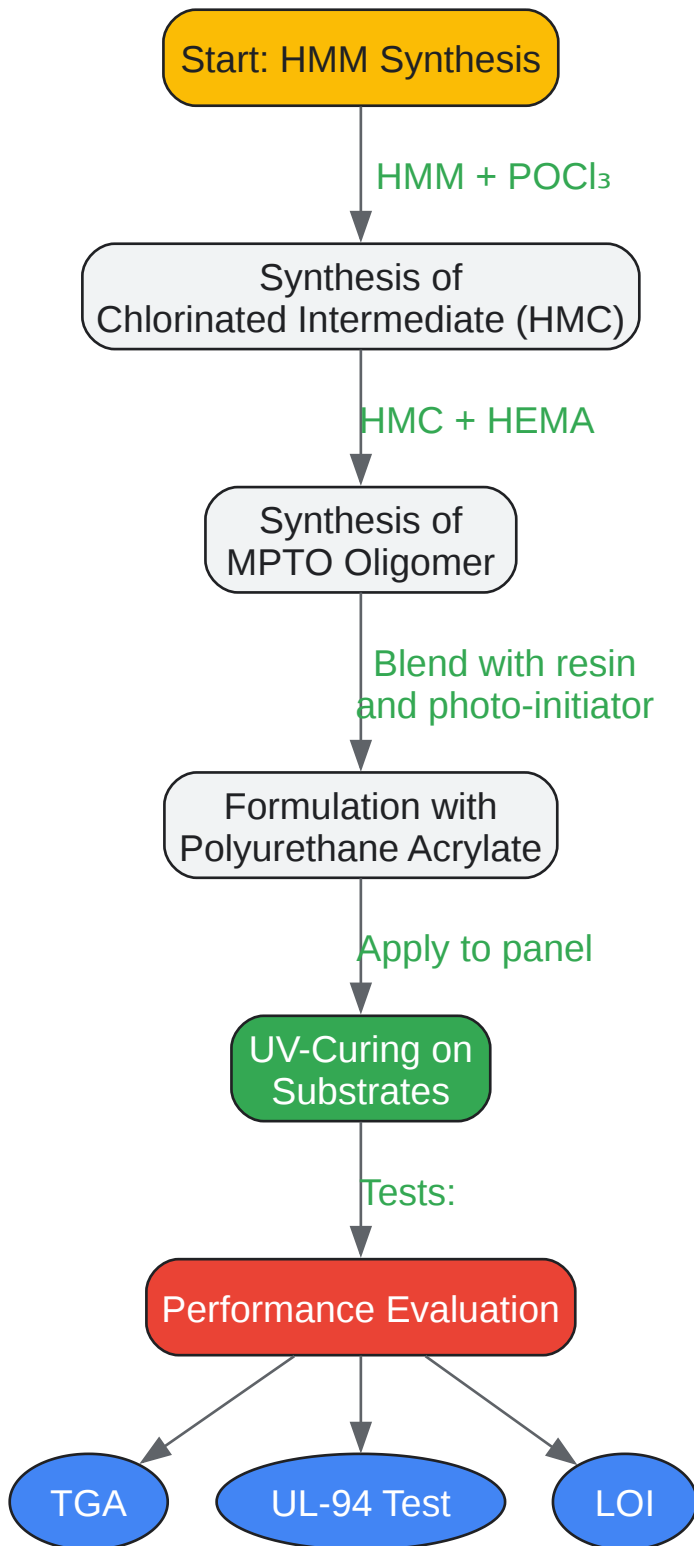 Start: HMM Synthesis
HMM + POCl₃
Synthesis of
Chlorinated Intermediate (HMC)
HMC + HEMA
Synthesis of
MPTO Oligomer
Blend with resin
and photo-initiator
Formulation with
Polyurethane Acrylate
Apply to panel
UV-Curing on
Substrates
Tests:
Performance Evaluation
TGA
UL-94 Test
LOI